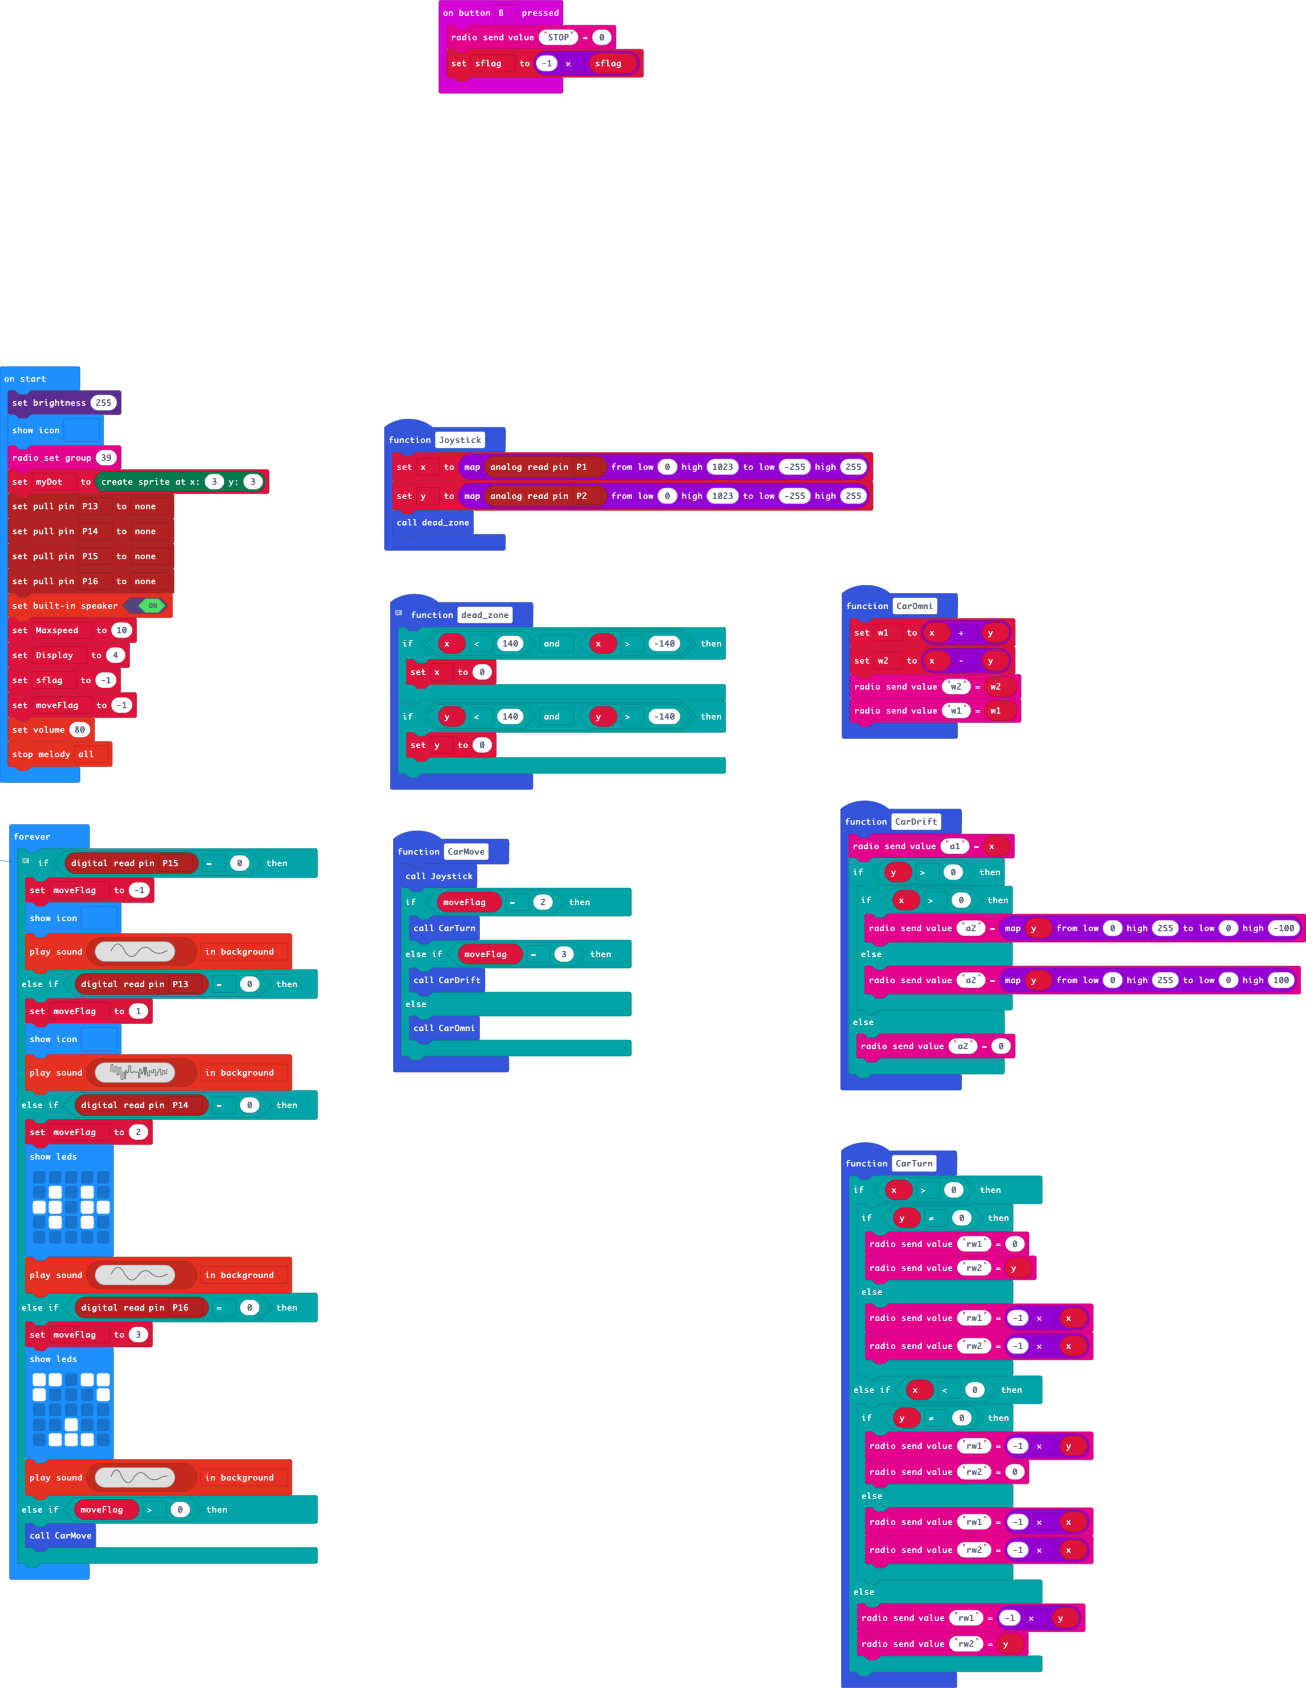 on button B pressed
radio send value "STOP" = 0
set sflag to -1 × sflag
on start
set brightness 255
show icon
radio set group 39
set myDot to create sprite at x: 3 y: 3
set pull pin P13 to none
set pull pin P14 to none
set pull pin P15 to none
set pull pin P16 to none
set built-in speaker ON
set Maxspeed to 10
set Display to 4
set sflag to -1
set moveFlag to -1
set volume 80
stop melody all
forever
if digital read pin P15 = 0 then
set moveFlag to -1
show icon
play sound in background
else if digital read pin P13 = 0 then
set moveFlag to 1
show icon
play sound in background
else if digital read pin P14 = 0 then
set moveFlag to 2
show leds
play sound in background
else if digital read pin P16 = 0 then
set moveFlag to 3
show leds
play sound in background
else if moveFlag > 0 then
call CarMove
function Joystick
set x to map analog read pin P1 from low 0 high 1023 to low -255 high 255
set y to map analog read pin P2 from low 0 high 1023 to low -255 high 255
call dead_zone
function dead_zone
if x < 140 and x > -140 then
set x to 0
if y < 140 and y > -140 then
set y to 0
function CarMove
call Joystick
if moveFlag = 2 then
call CarTurn
else if moveFlag = 3 then
call CarDrift
else
call CarOmni
function CarOmni
set w1 to x + y
set w2 to x - y
radio send value "w2" = w2
radio send value "w1" = w1
function CarDrift
radio send value "a1" = x
if y > 0 then
if x > 0 then
radio send value "a2" = map y from low 0 high 255 to low 0 high -100
else
radio send value "a2" = map y from low 0 high 255 to low 0 high 100
else
radio send value "a2" = 0
function CarTurn
if x > 0 then
if y ≠ 0 then
radio send value "rw1" = 0
radio send value "rw2" = y
else
radio send value "rw1" = -1 × x
radio send value "rw2" = -1 × x
else if x < 0 then
if y ≠ 0 then
radio send value "rw1" = -1 × y
radio send value "rw2" = 0
else
radio send value "rw1" = -1 × x
radio send value "rw2" = -1 × x
else
radio send value "rw1" = -1 × y
radio send value "rw2" = y